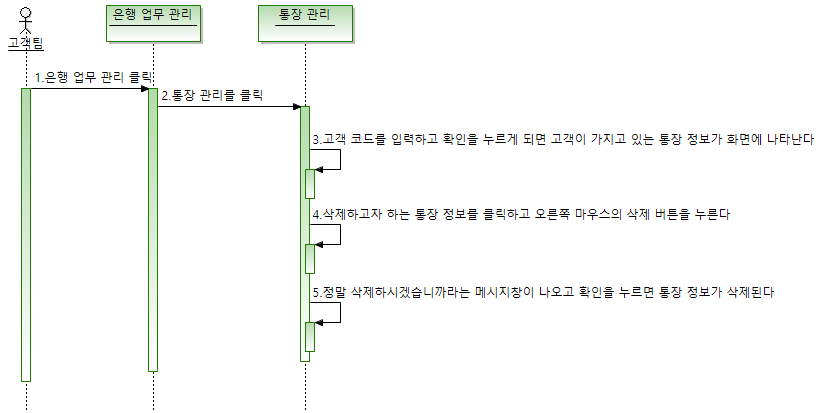 은행 업무 관리
통장 관리
고객팀
1.은행 업무 관리 클릭
2.통장 관리를 클릭
3.고객 코드를 입력하고 확인을 누르게 되면 고객이 가지고 있는 통장 정보가 화면에 나타난다
4.삭제하고자 하는 통장 정보를 클릭하고 오른쪽 마우스의 삭제 버튼을 누른다
5.정말 삭제하시겠습니까라는 메시지창이 나오고 확인을 누르면 통장 정보가 삭제된다